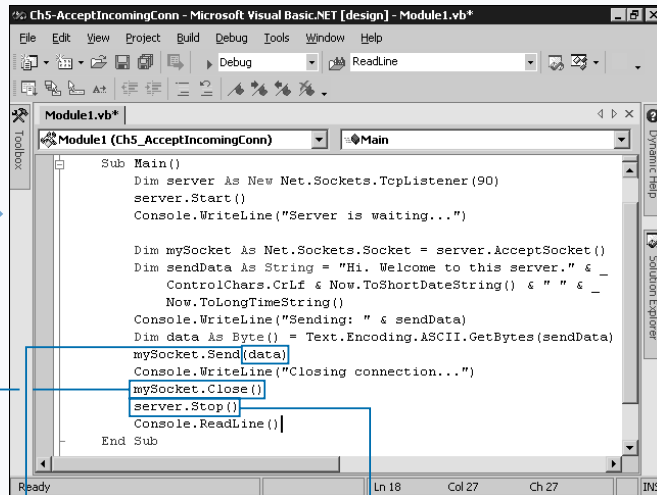 Ch5-AcceptIncomingConn - Microsoft Visual Basic.NET [design] - Module1.vb*
File Edit View Project Build Debug Tools Window Help
Debug ReadLine
Module1.vb*
Toolbox
Module1 (Ch5_AcceptIncomingConn) Main
Sub Main()
Dim server As New Net.Sockets.TcpListener(90)
server.Start()
Console.WriteLine("Server is waiting...")
Dim mySocket As Net.Sockets.Socket = server.AcceptSocket()
Dim sendData As String = "Hi. Welcome to this server." & _
ControlChars.CrLf & Now.ToShortDateString() & " " & _
Now.ToLongTimeString()
Console.WriteLine("Sending: " & sendData)
Dim data As Byte() = Text.Encoding.ASCII.GetBytes(sendData)
mySocket.Send(data)
Console.WriteLine("Closing connection...")
mySocket.Close()
server.Stop()
Console.ReadLine()
End Sub
Dynamic Help
Solution Explorer
Ready Ln 18 Col 27 Ch 27 INS